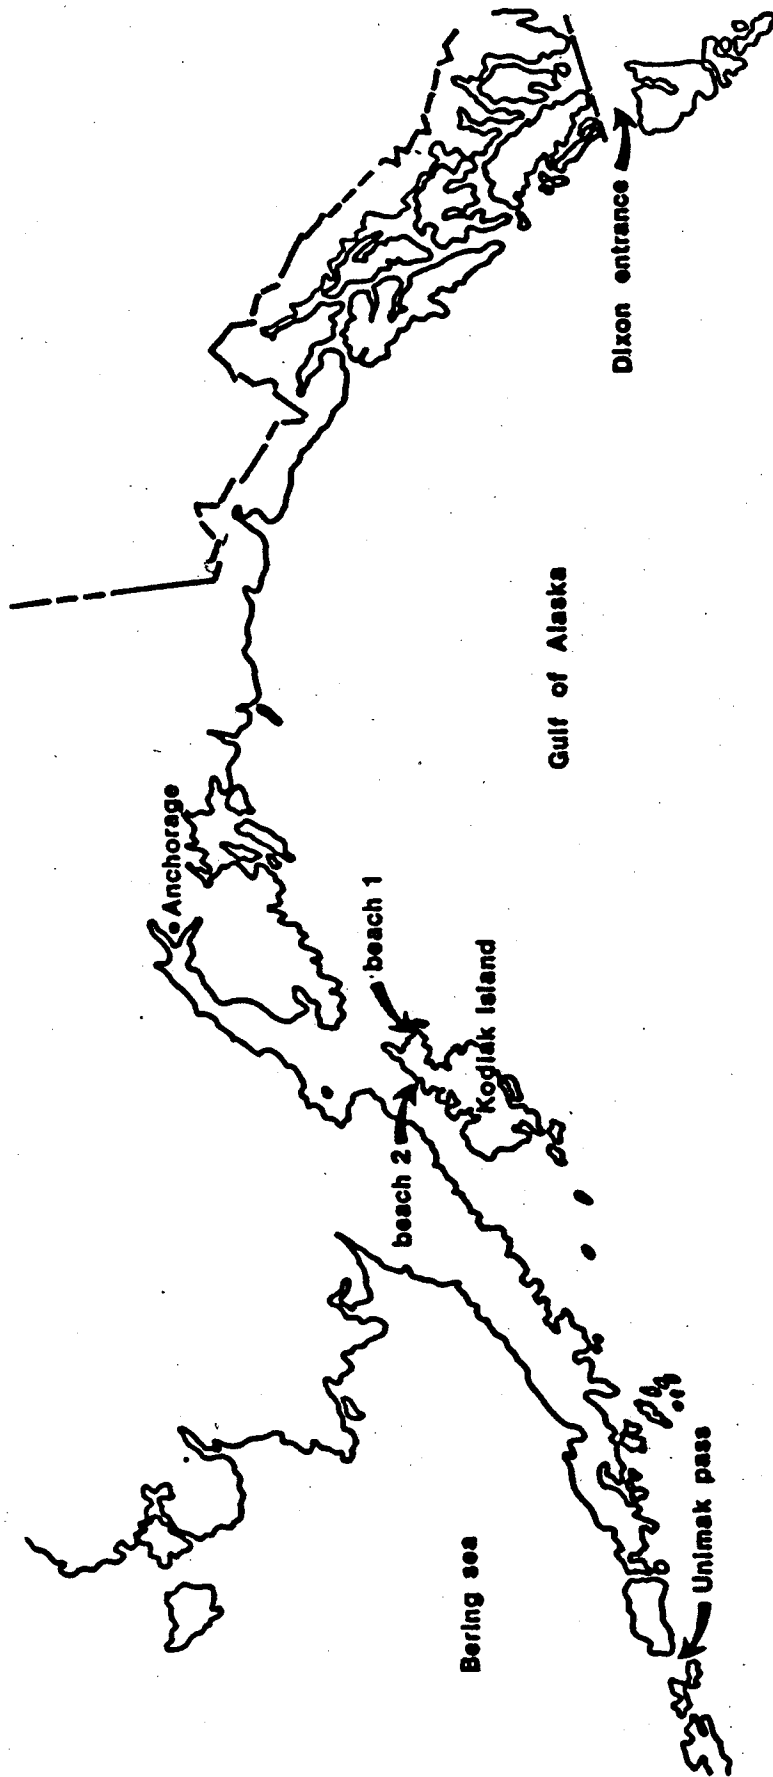 Anchorage
beach 1
beach 2
Kodiak Island
Gulf of Alaska
Dixon entrance
Bering sea
Unimak pass